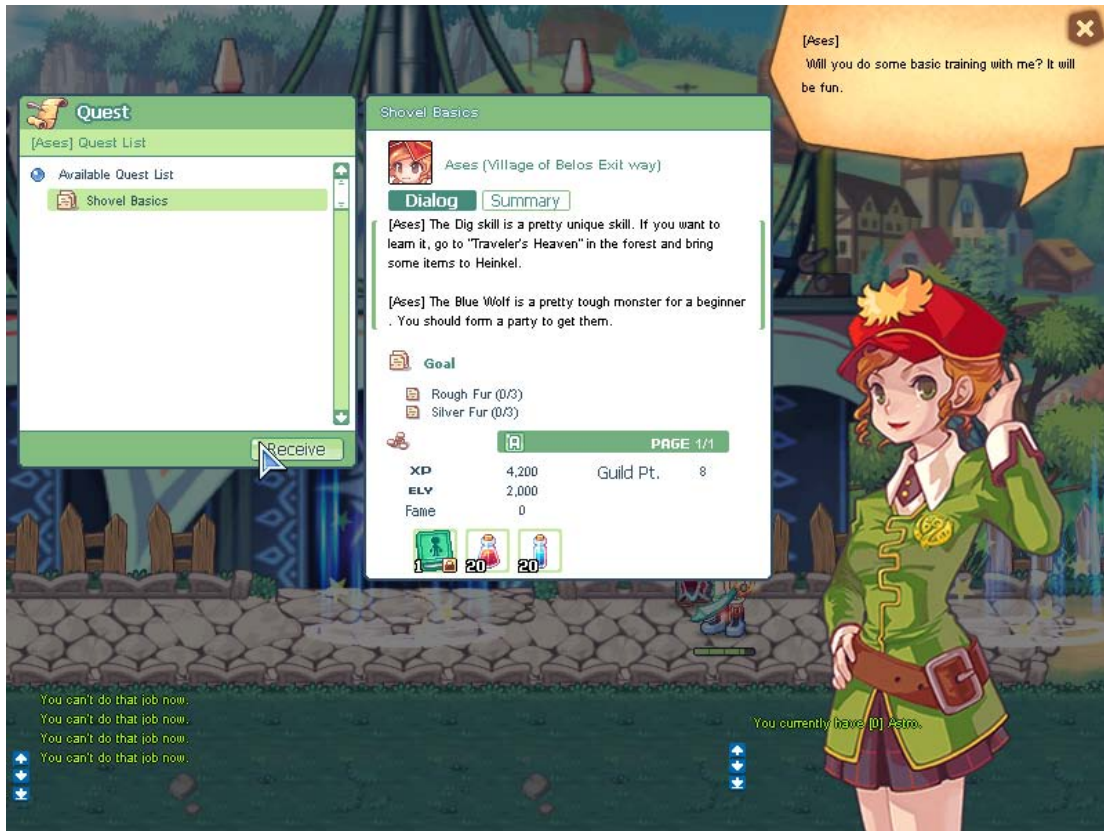 [Ases]
Will you do some basic training with me? It will
be fun.
Quest
[Ases] Quest List
Available Quest List
Shovel Basics
Receive
Shovel Basics
Ases (Village of Belos Exit way)
Dialog Summary
[Ases] The Dig skill is a pretty unique skill. If you want to
learn it, go to "Traveler's Heaven" in the forest and bring
some items to Heinkel.
[Ases] The Blue Wolf is a pretty tough monster for a beginner
. You should form a party to get them.
Goal
Rough Fur (0/3)
Silver Fur (0/3)
A PAGE 1/1
XP 4,200 Guild Pt. 8
ELY 2,000
Fame 0
1 20 20
You can't do that job now.
You can't do that job now.
You can't do that job now.
You can't do that job now.
You currently have [0] Astro.